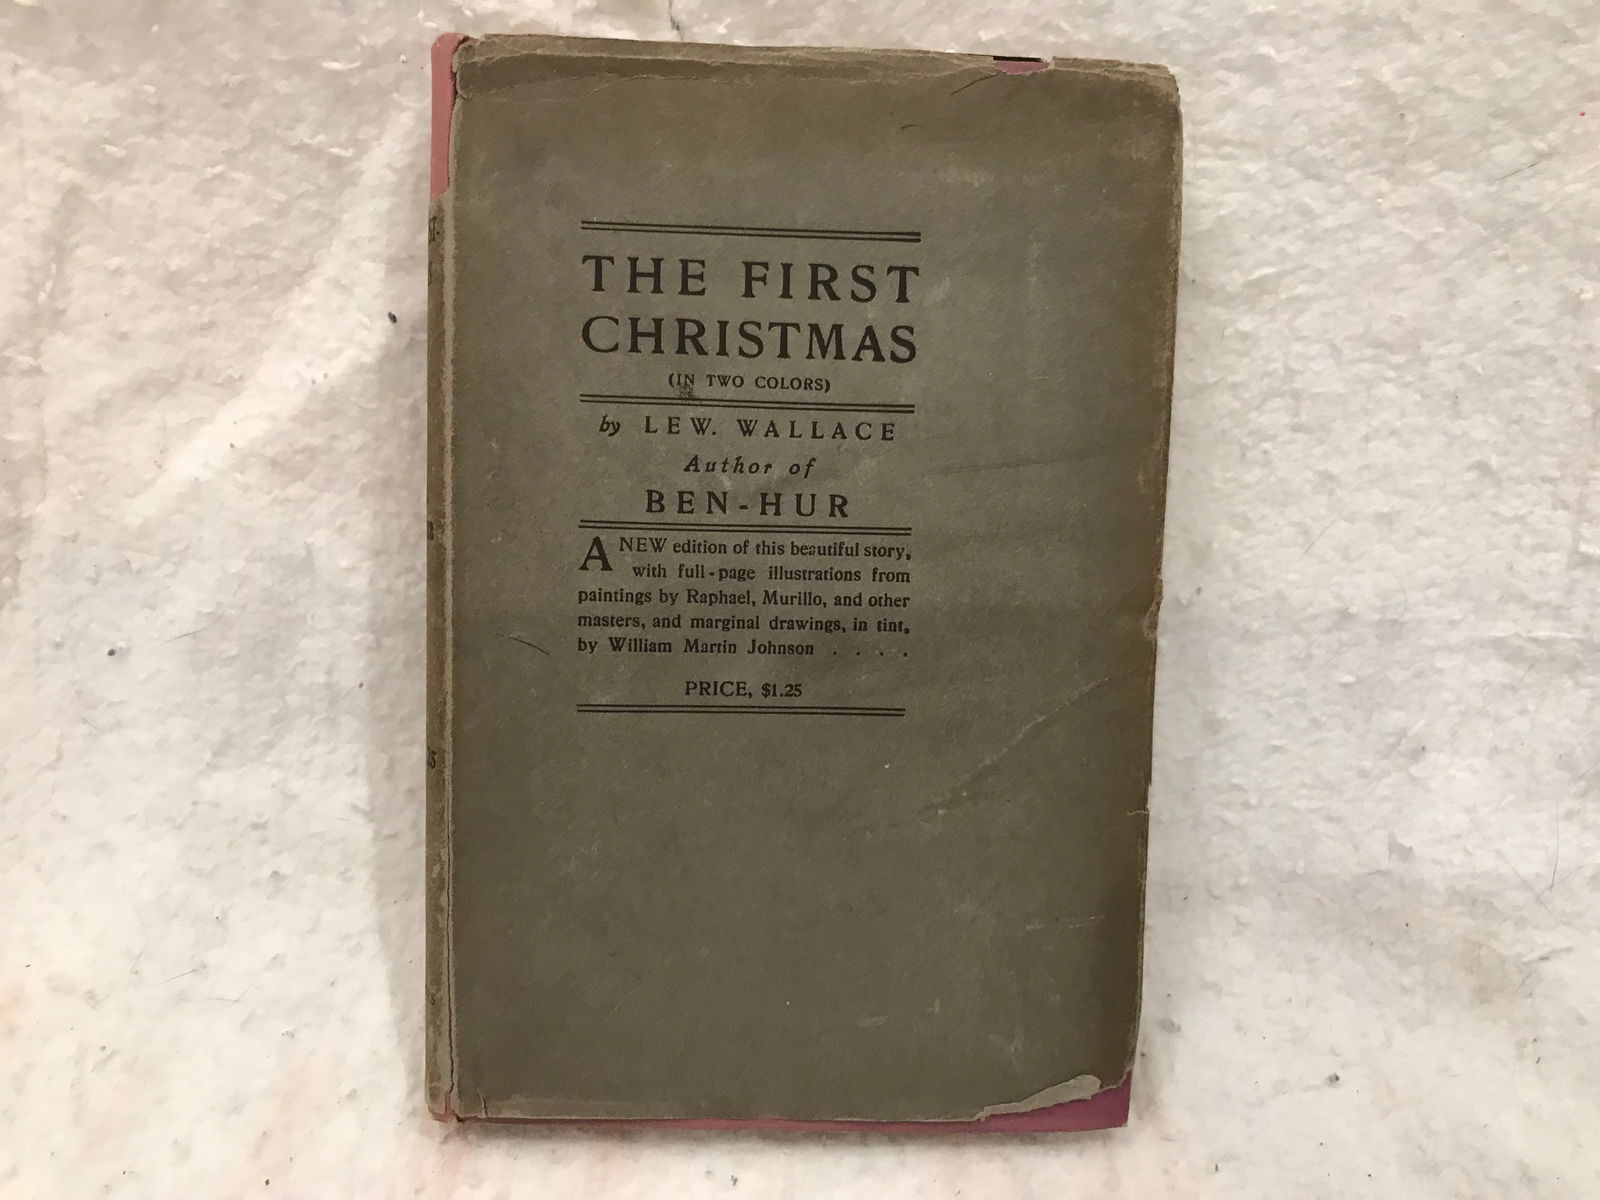 THE FIRST
CHRISTMAS
(IN TWO COLORS)
by LEW. WALLACE
Author of
BEN-HUR
A NEW edition of this beautiful story,
with full-page illustrations from
paintings by Raphael, Murillo, and other
masters, and marginal drawings, in tint,
by William Martin Johnson . . . .
PRICE, $1.25